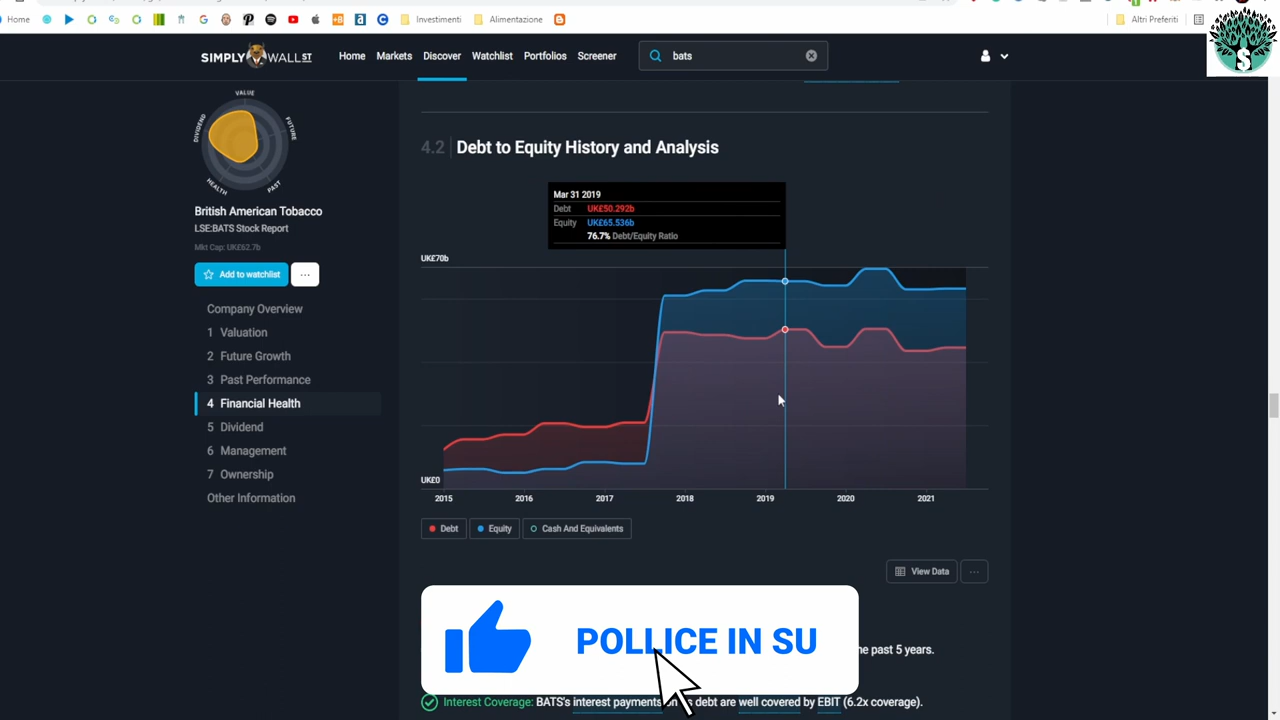 Home
Investimenti
Alimentazione
Altri Preferiti
SIMPLY WALL ST
Home Markets Discover Watchlist Portfolios Screener
bats
S
VALUE
FUTURE
PAST
HEALTH
DIVIDEND
British American Tobacco
LSE:BATS Stock Report
Mkt Cap: UK£62.7b
Add to watchlist
...
Company Overview
1 Valuation
2 Future Growth
3 Past Performance
4 Financial Health
5 Dividend
6 Management
7 Ownership
Other Information
4.2 Debt to Equity History and Analysis
Mar 31 2019
Debt UK£50.292b
Equity UK£65.536b
76.7% Debt/Equity Ratio
UK£70b
UK£0
2015 2016 2017 2018 2019 2020 2021
Debt Equity Cash And Equivalents
View Data
...
POLLICE IN SU
past 5 years.
Interest Coverage: BATS's interest payments on its debt are well covered by EBIT (6.2x coverage).